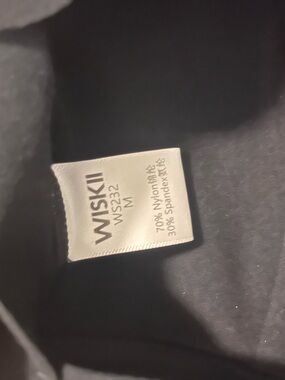 WISKII
WS232
M
70% Nylon锦纶
30% Spandex氨纶